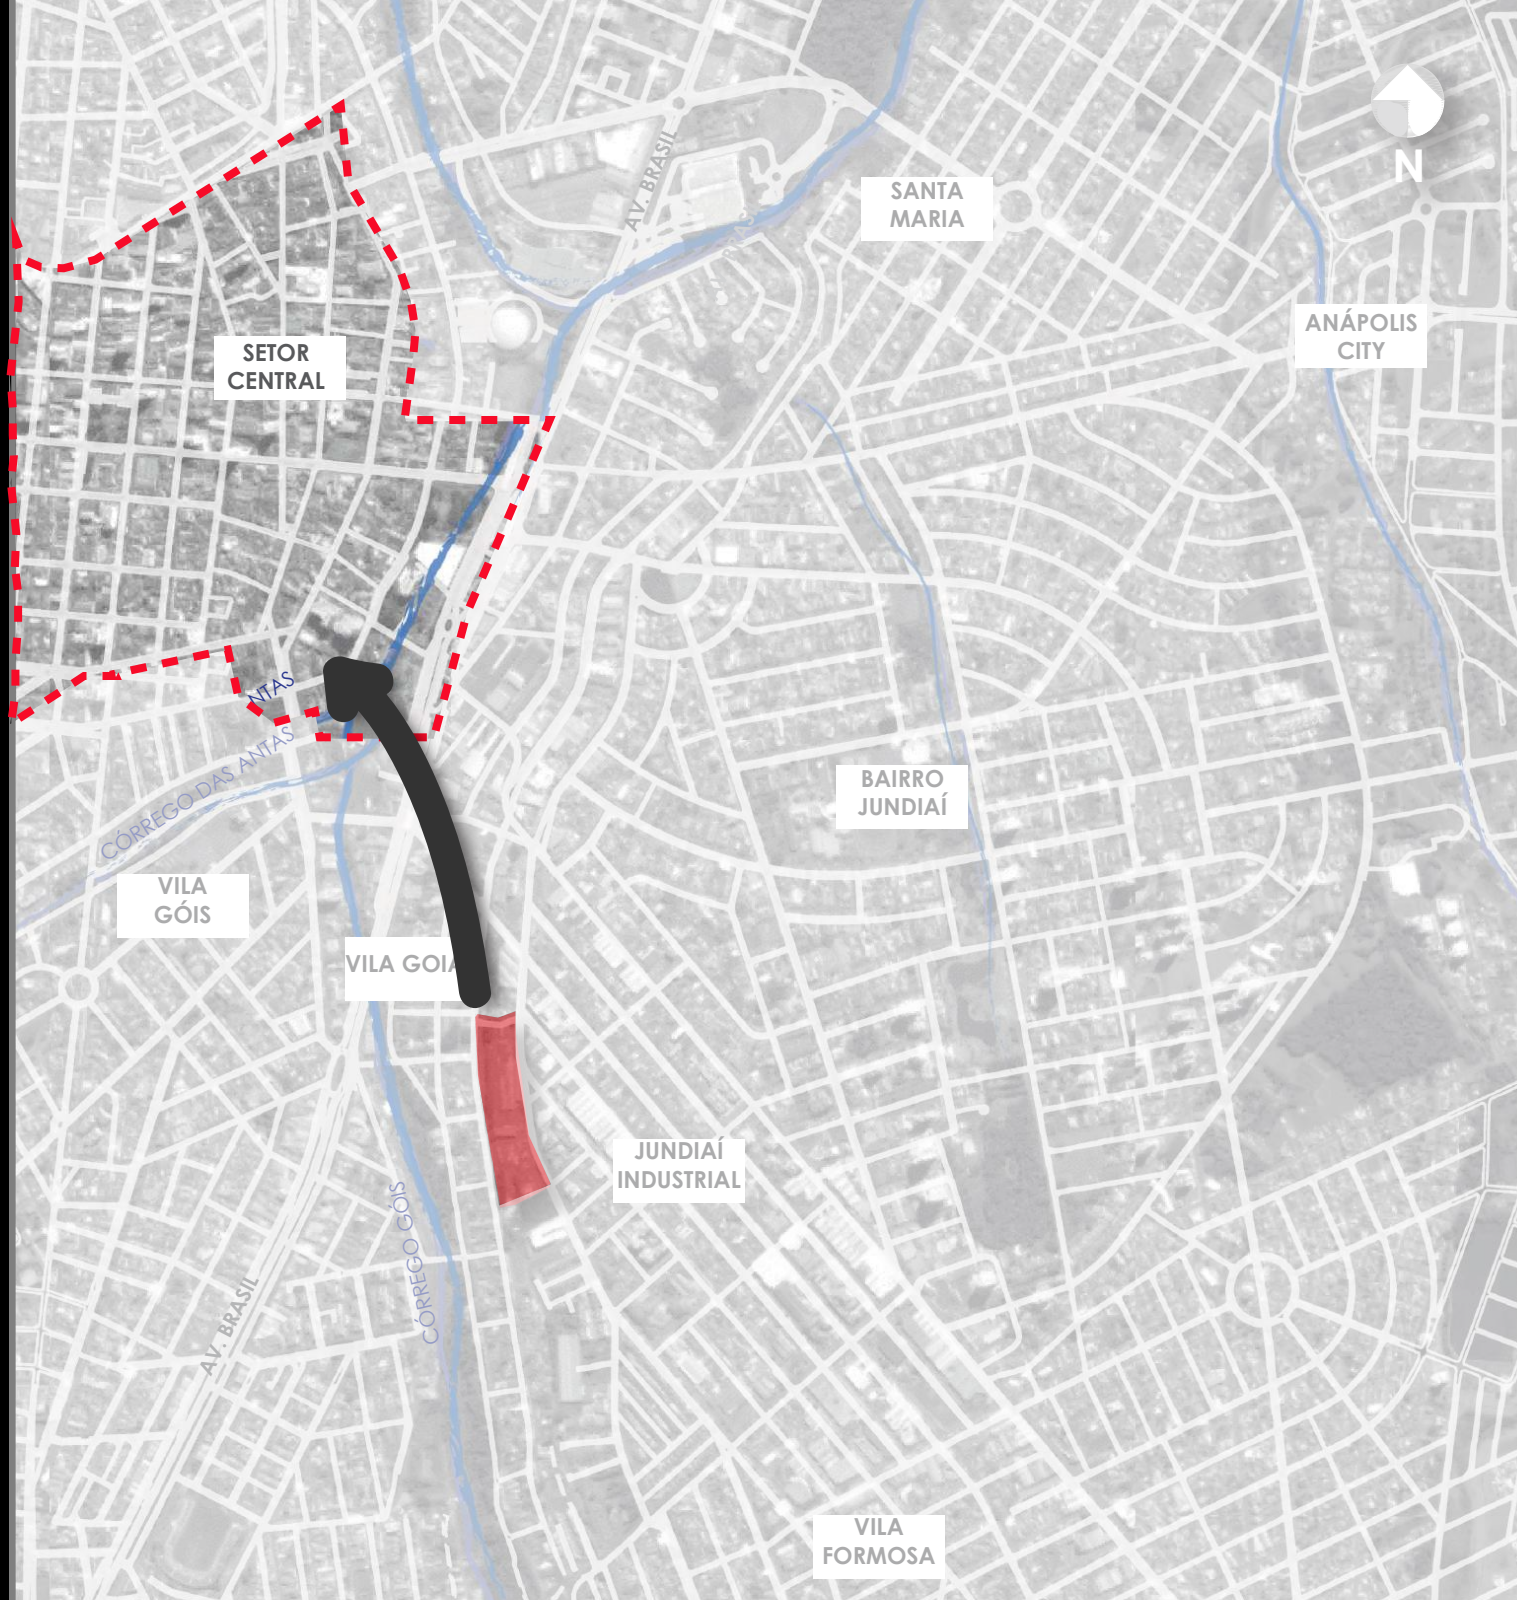 AV. BRASIL
N
SANTA
MARIA
ANÁPOLIS
CITY
SETOR
CENTRAL
NTAS
CÓRREGO DAS ANTAS
BAIRRO
JUNDIAÍ
VILA
GÓIS
VILA GOIÁ
JUNDIAÍ
INDUSTRIAL
CÓRREGO GÓIS
AV. BRASIL
VILA
FORMOSA